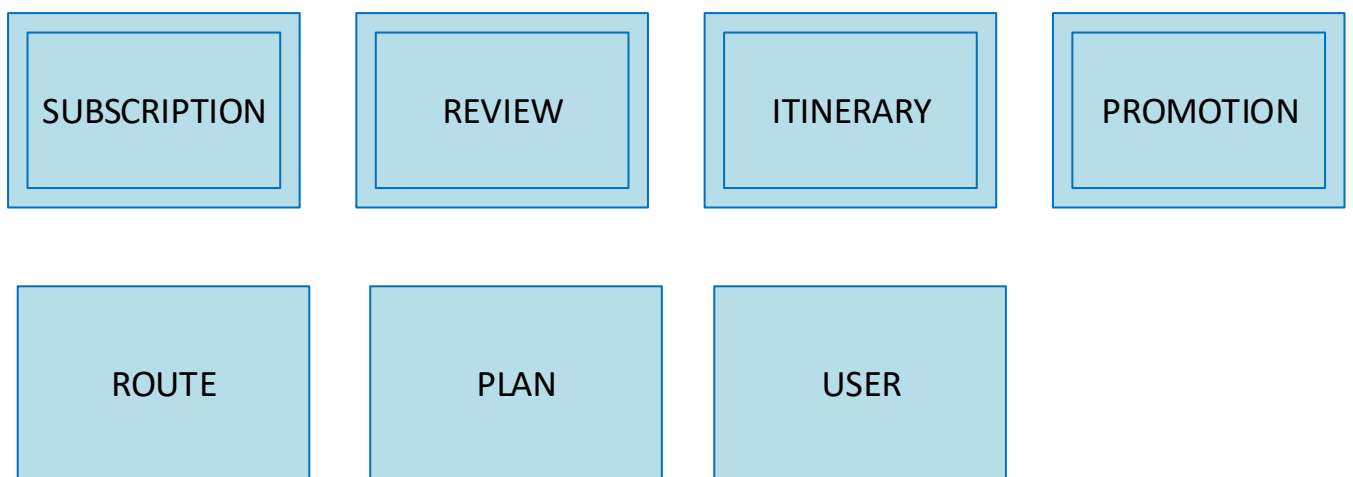 SUBSCRIPTION
REVIEW
ITINERARY
PROMOTION
ROUTE
PLAN
USER